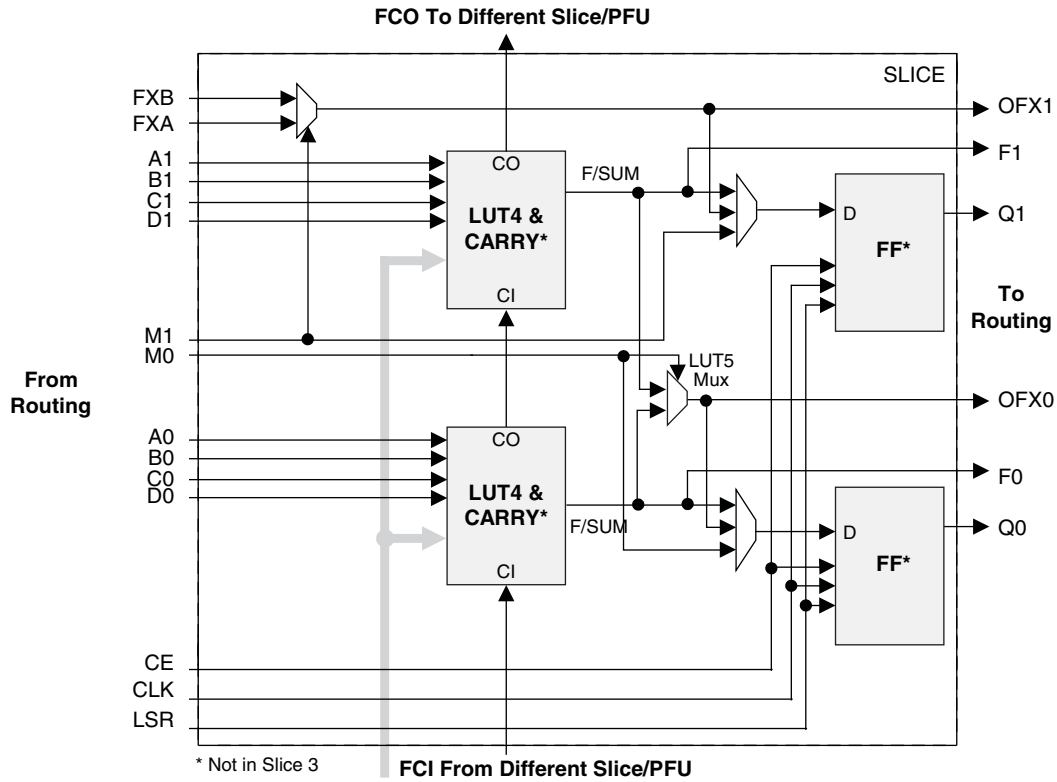 FCO To Different Slice/PFU
SLICE
FXB
FXA
OFX1
F1
A1
B1
C1
D1
CO
LUT4 &
CARRY*
CI
F/SUM
D
FF*
Q1
To
Routing
M1
M0
From
Routing
LUT5
Mux
OFX0
A0
B0
C0
D0
CO
LUT4 &
CARRY*
CI
F/SUM
F0
D
FF*
Q0
CE
CLK
LSR
* Not in Slice 3
FCI From Different Slice/PFU